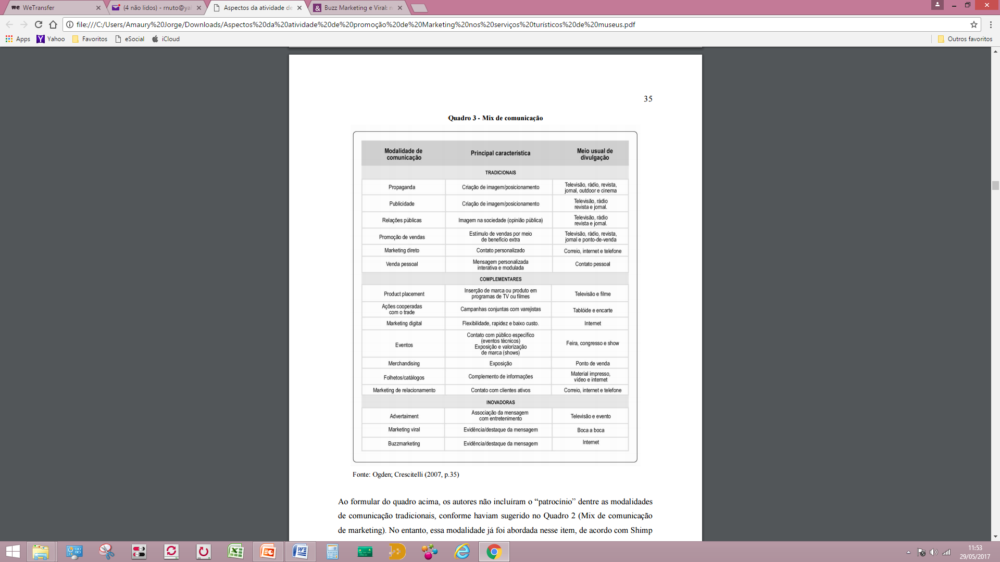 WeTransfer
(4 não lidos) - rnuto@ya
Aspectos da atividade de
Buzz Marketing e Viral: n
file:///C:/Users/Amaury%20Jorge/Downloads/Aspectos%20da%20atividade%20de%20promoção%20de%20Marketing%20nos%20serviços%20turísticos%20de%20museus.pdf
Apps
Yahoo
Favoritos
eSocial
iCloud
Outros favoritos
35
Quadro 3 - Mix de comunicação
Modalidade de
comunicação
Principal característica
Meio usual de
divulgação
TRADICIONAIS
Propaganda
Criação de imagem/posicionamento
Televisão, rádio, revista,
jornal, outdoor e cinema
Publicidade
Criação de imagem/posicionamento
Televisão, rádio
revista e jornal.
Relações públicas
Imagem na sociedade (opinião pública)
Televisão, rádio
revista e jornal.
Promoção de vendas
Estímulo de vendas por meio
de benefício extra
Televisão, rádio, revista,
jornal e ponto-de-venda
Marketing direto
Contato personalizado
Correio, internet e telefone
Venda pessoal
Mensagem personalizada
interativa e modulada
Contato pessoal
COMPLEMENTARES
Product placement
Inserção de marca ou produto em
programas de TV ou filmes
Televisão e filme
Ações cooperadas
com o trade
Campanhas conjuntas com varejistas
Tablóide e encarte
Marketing digital
Flexibilidade, rapidez e baixo custo.
Internet
Eventos
Contato com público específico
(eventos técnicos)
Exposição e valorização
de marca (shows)
Feira, congresso e show
Merchandising
Exposição
Ponto de venda
Folhetos/catálogos
Complemento de informações
Material impresso,
vídeo e internet
Marketing de relacionamento
Contato com clientes ativos
Correio, internet e telefone
INOVADORAS
Advertaiment
Associação da mensagem
com entretenimento
Televisão e evento
Marketing viral
Evidência/destaque da mensagem
Boca a boca
Buzzmarketing
Evidência/destaque da mensagem
Internet
Fonte: Ogden; Crescitelli (2007, p.35)
Ao formular do quadro acima, os autores não incluíram o “patrocínio” dentre as modalidades
de comunicação tradicionais, conforme haviam sugerido no Quadro 2 (Mix de comunicação
de marketing). No entanto, essa modalidade já foi abordada nesse item, de acordo com Shimp
11:53
29/05/2017